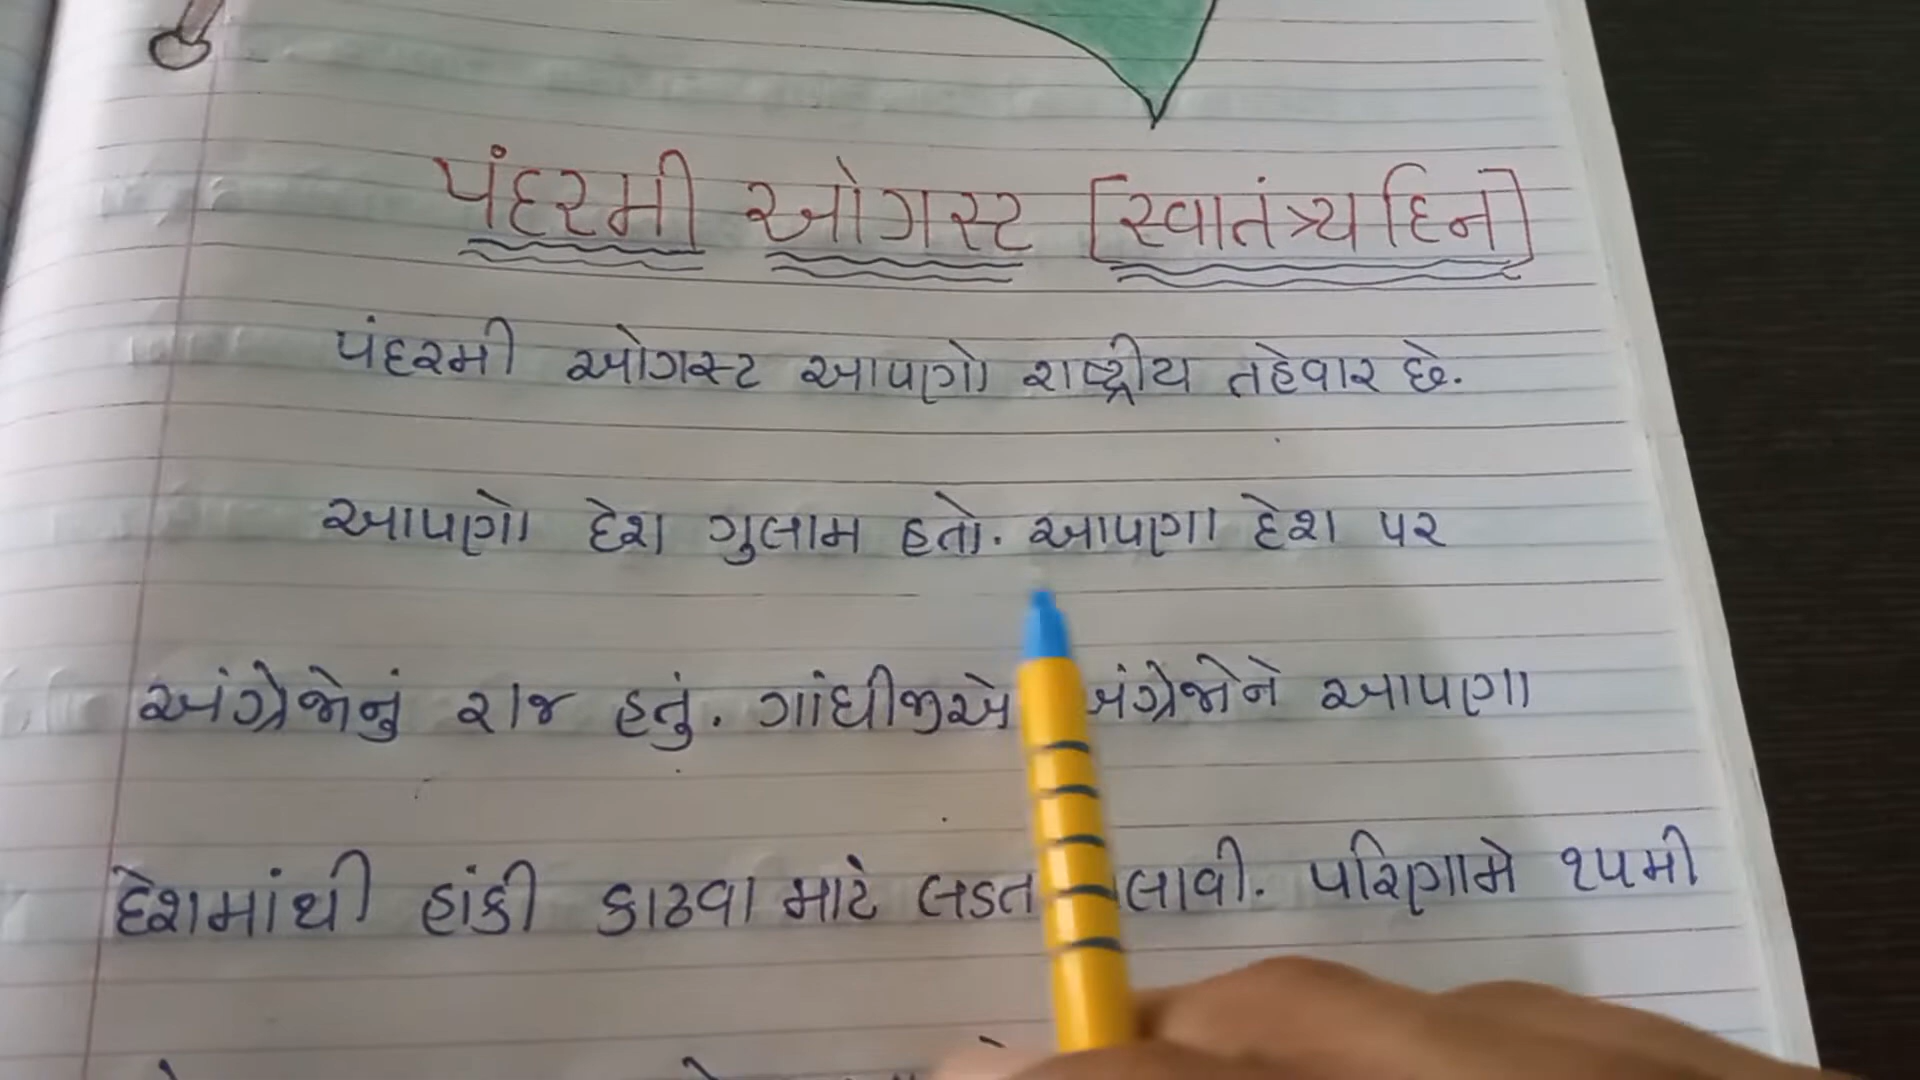 પંદરમી ઓગસ્ટ [સ્વાતંત્ર્ય દિન]
પંદરમી ઓગસ્ટ આપણો રાષ્ટ્રીય તહેવાર છે.
આપણો દેશ ગુલામ હતો. આપણા દેશ પર
અંગ્રેજોનું રાજ હતું. ગાંધીજીએ અંગ્રેજોને આપણા
દેશમાંથી હાંકી કાઢવા માટે લડત ચલાવી. પરિણામે ૧૫મી